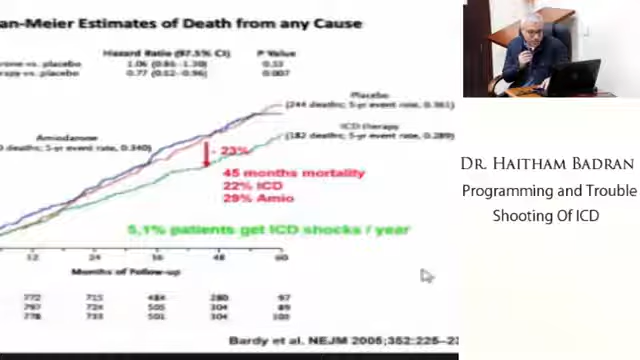 an-Meier Estimates of Death from any Cause
Hazard Ratio (97.5% CI) P Value
rone vs. placebo 1.06 (0.86-1.30) 0.53
rapy vs. placebo 0.77 (0.62-0.96) 0.007
Placebo
(244 deaths; 5-yr event rate, 0.361)
ICD therapy
(182 deaths; 5-yr event rate, 0.289)
Amiodarone
deaths; 5-yr event rate, 0.340)
- 23%
45 months mortality
22% ICD
29% Amio
5,1% patients get ICD shocks / year
12 24 36 48 60
Months of Follow-up
772 715 484 280 97
797 724 505 304 89
778 733 501 304 103
Bardy et al. NEJM 2005;352:225-23
DR. HAITHAM BADRAN
Programming and Trouble
Shooting Of ICD